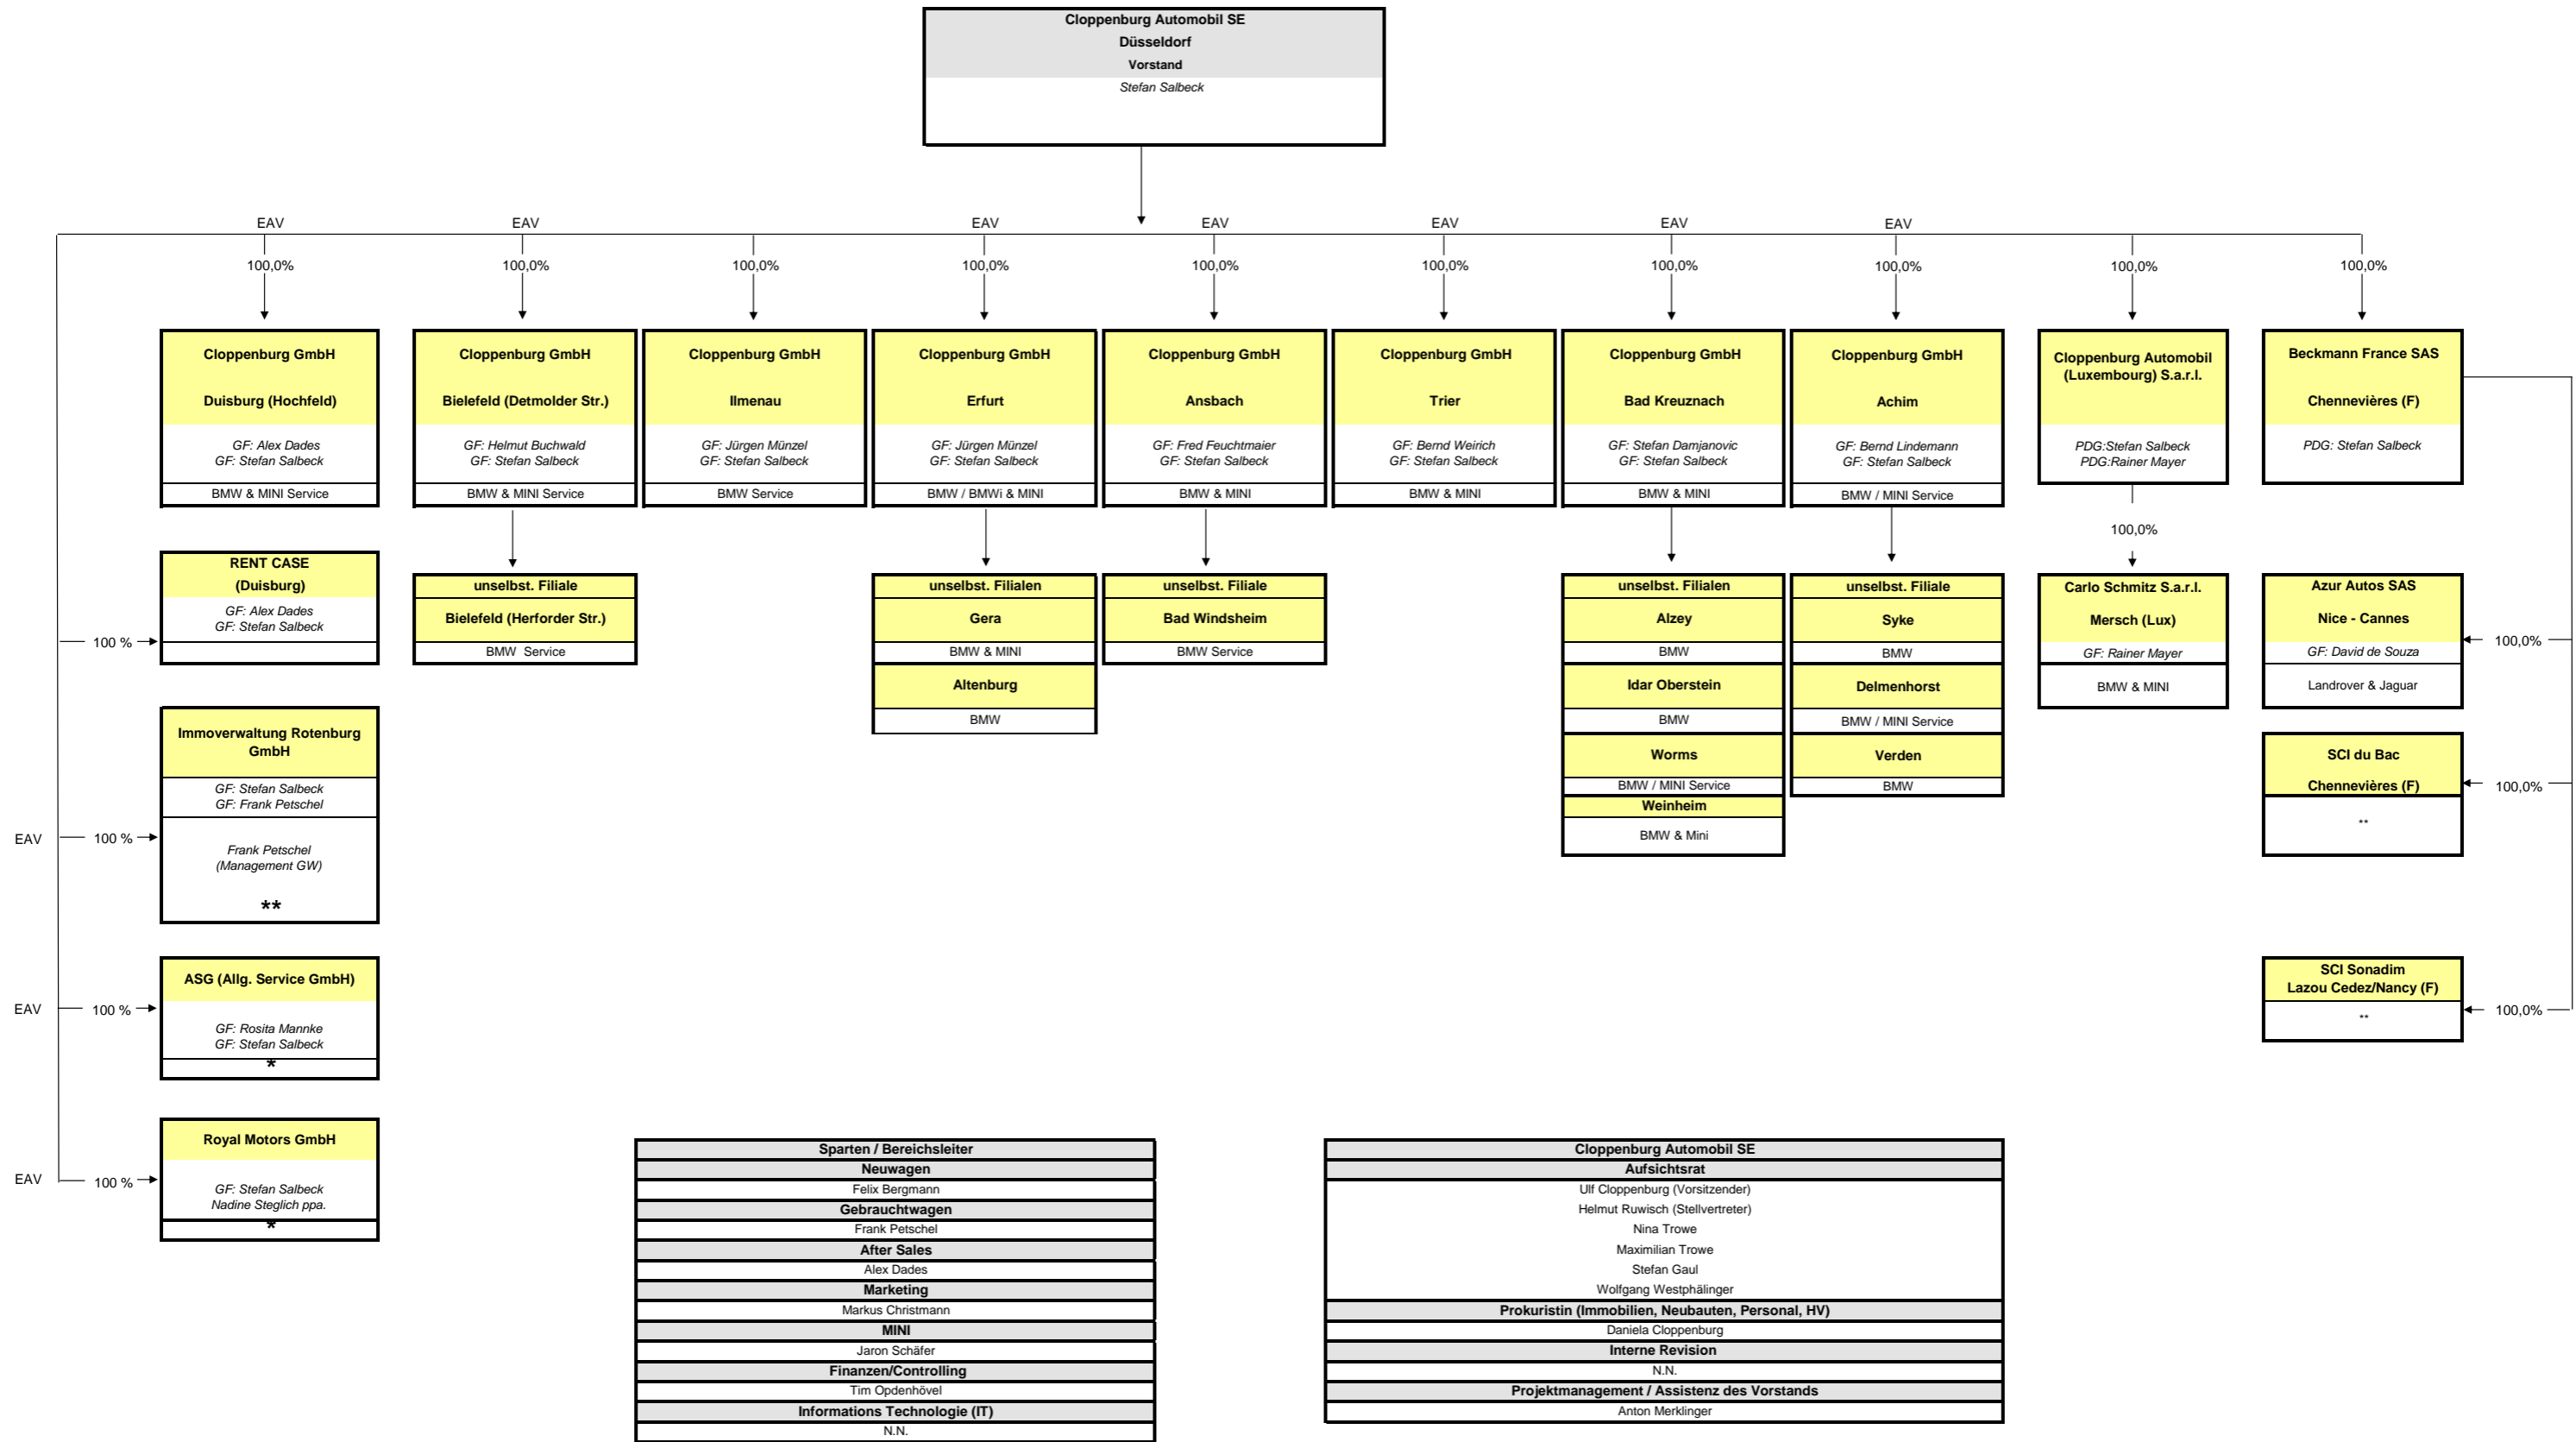 Cloppenburg Automobil SE
Düsseldorf
Vorstand
Stefan Salbeck
EAV
EAV
EAV
EAV
EAV
EAV
EAV
100,0%
100,0%
100,0%
100,0%
100,0%
100,0%
100,0%
100,0%
100,0%
100,0%
Cloppenburg GmbH
Duisburg (Hochfeld)
GF: Alex Dades
GF: Stefan Salbeck
BMW & MINI Service
Cloppenburg GmbH
Bielefeld (Detmolder Str.)
GF: Helmut Buchwald
GF: Stefan Salbeck
BMW & MINI Service
Cloppenburg GmbH
Ilmenau
GF: Jürgen Münzel
GF: Stefan Salbeck
BMW Service
Cloppenburg GmbH
Erfurt
GF: Jürgen Münzel
GF: Stefan Salbeck
BMW / BMWi & MINI
Cloppenburg GmbH
Ansbach
GF: Fred Feuchtmaier
GF: Stefan Salbeck
BMW & MINI
Cloppenburg GmbH
Trier
GF: Bernd Weirich
GF: Stefan Salbeck
BMW & MINI
Cloppenburg GmbH
Bad Kreuznach
GF: Stefan Damjanovic
GF: Stefan Salbeck
BMW & MINI
Cloppenburg GmbH
Achim
GF: Bernd Lindemann
GF: Stefan Salbeck
BMW / MINI Service
Cloppenburg Automobil
(Luxembourg) S.a.r.l.
PDG:Stefan Salbeck
PDG:Rainer Mayer
100,0%
Beckmann France SAS
Chennevières (F)
PDG: Stefan Salbeck
100 %
RENT CASE
(Duisburg)
GF: Alex Dades
GF: Stefan Salbeck
unselbst. Filiale
Bielefeld (Herforder Str.)
BMW  Service
unselbst. Filialen
Gera
BMW & MINI
Altenburg
BMW
unselbst. Filiale
Bad Windsheim
BMW Service
unselbst. Filialen
Alzey
BMW
Idar Oberstein
BMW
Worms
BMW / MINI Service
Weinheim
BMW & Mini
unselbst. Filiale
Syke
BMW
Delmenhorst
BMW / MINI Service
Verden
BMW
Carlo Schmitz S.a.r.l.
Mersch (Lux)
GF: Rainer Mayer
BMW & MINI
Azur Autos SAS
Nice - Cannes
GF: David de Souza
Landrover & Jaguar
100,0%
SCI du Bac
Chennevières (F)
**
100,0%
SCI Sonadim
Lazou Cedez/Nancy (F)
**
100,0%
EAV
100 %
Immoverwaltung Rotenburg
GmbH
GF: Stefan Salbeck
GF: Frank Petschel
Frank Petschel
(Management GW)
**
EAV
100 %
ASG (Allg. Service GmbH)
GF: Rosita Mannke
GF: Stefan Salbeck
*
EAV
100 %
Royal Motors GmbH
GF: Stefan Salbeck
Nadine Steglich ppa.
*
Sparten / Bereichsleiter
Neuwagen
Felix Bergmann
Gebrauchtwagen
Frank Petschel
After Sales
Alex Dades
Marketing
Markus Christmann
MINI
Jaron Schäfer
Finanzen/Controlling
Tim Opdenhövel
Informations Technologie (IT)
N.N.
Cloppenburg Automobil SE
Aufsichtsrat
Ulf Cloppenburg (Vorsitzender)
Helmut Ruwisch (Stellvertreter)
Nina Trowe
Maximilian Trowe
Stefan Gaul
Wolfgang Westphälinger
Prokuristin (Immobilien, Neubauten, Personal, HV)
Daniela Cloppenburg
Interne Revision
N.N.
Projektmanagement / Assistenz des Vorstands
Anton Merklinger